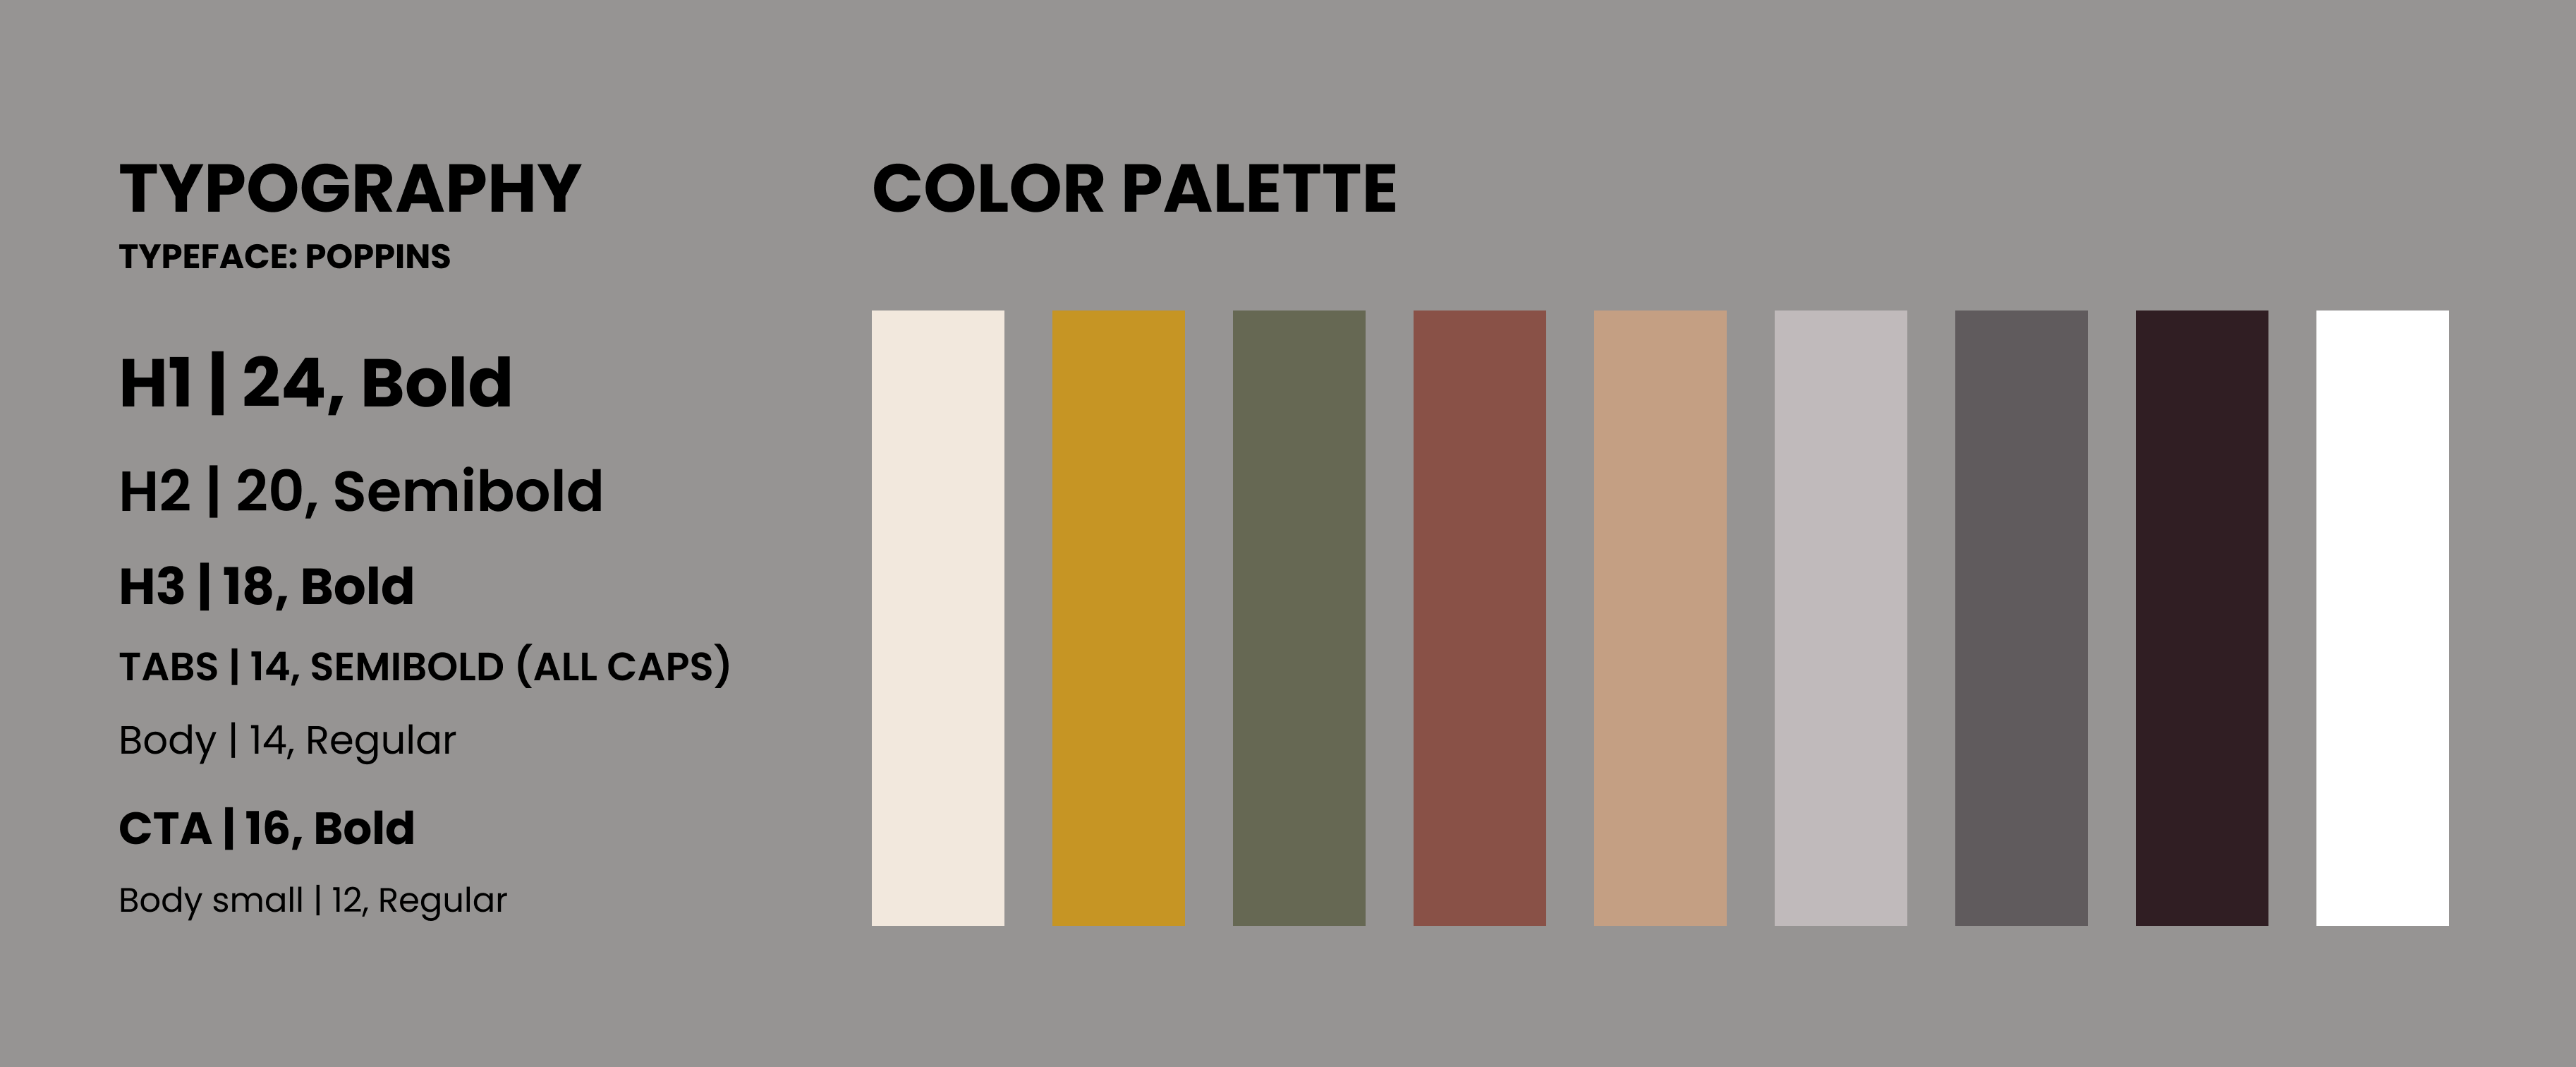 TYPOGRAPHY
TYPEFACE: POPPINS
H1 | 24, Bold
H2 | 20, Semibold
H3 | 18, Bold
TABS | 14, SEMIBOLD (ALL CAPS)
Body | 14, Regular
CTA | 16, Bold
Body small | 12, Regular
COLOR PALETTE